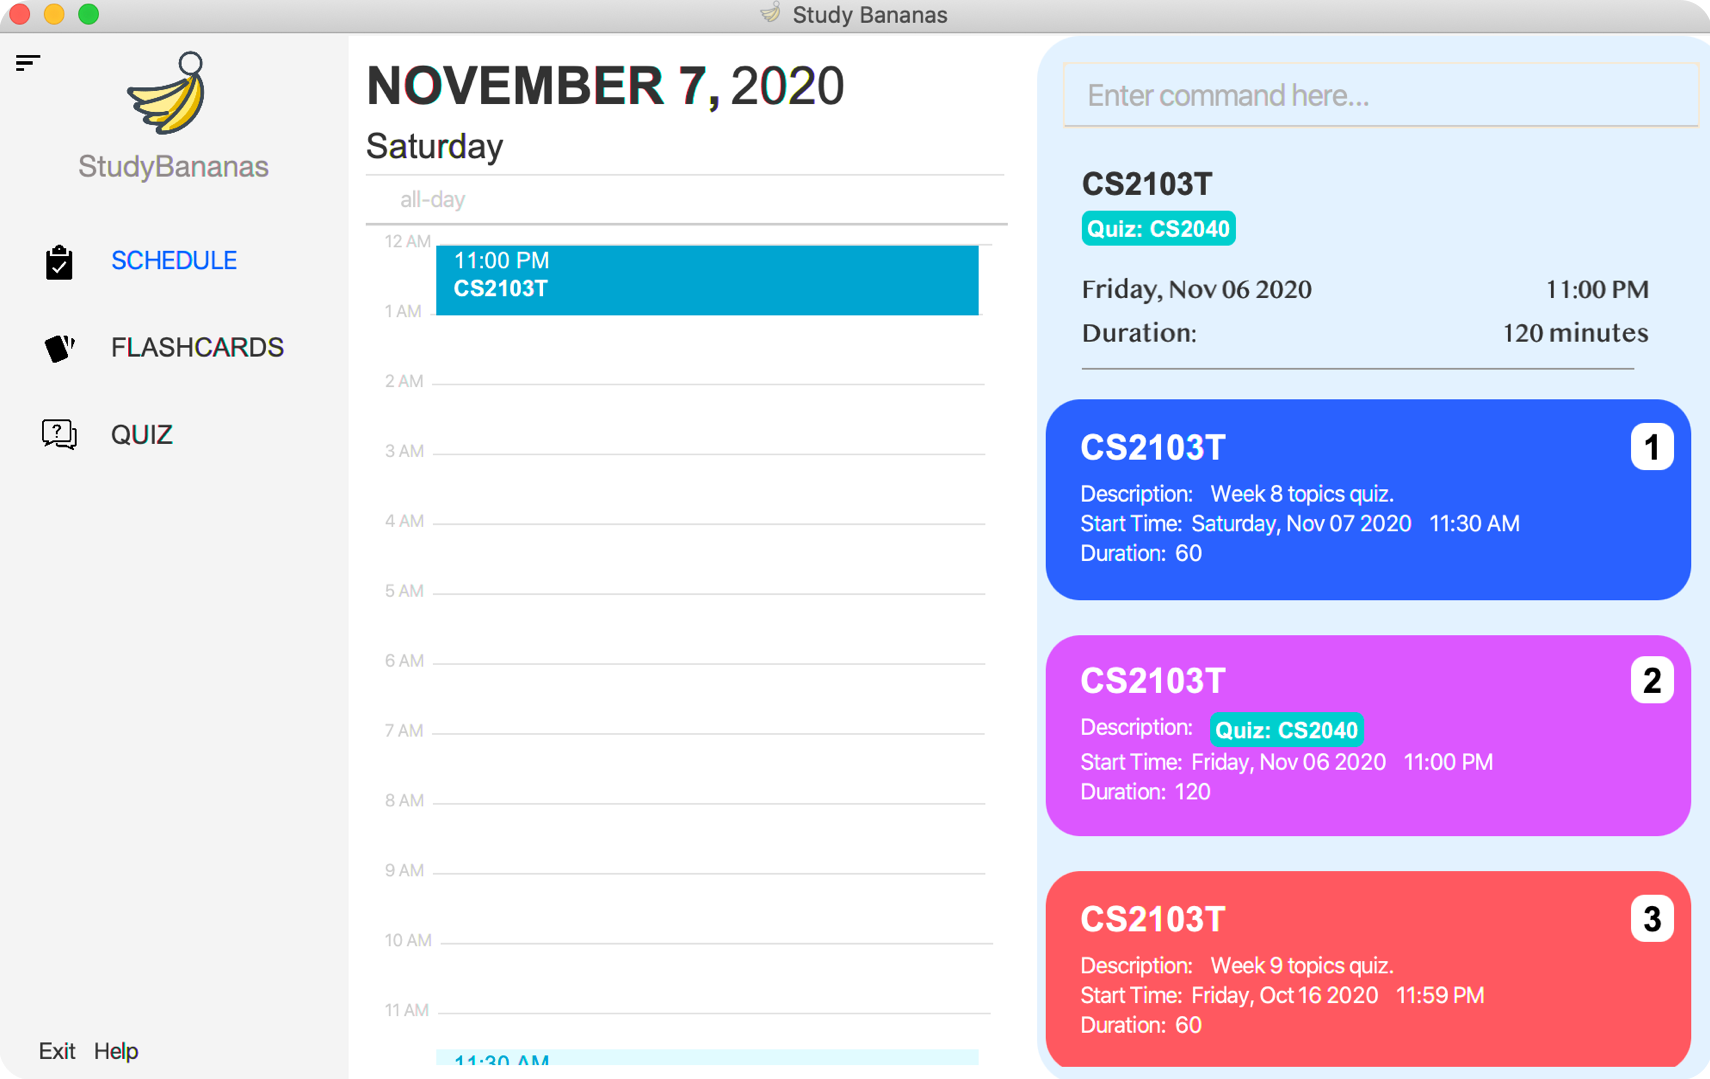 Study Bananas
StudyBananas
SCHEDULE
FLASHCARDS
QUIZ
Exit Help
NOVEMBER 7, 2020
Saturday
all-day
12 AM
11:00 PM
CS2103T
1 AM
2 AM
3 AM
4 AM
5 AM
6 AM
7 AM
8 AM
9 AM
10 AM
11 AM
11:30 AM
Enter command here...
CS2103T
Quiz: CS2040
Friday, Nov 06 2020 11:00 PM
Duration: 120 minutes
CS2103T 1
Description: Week 8 topics quiz.
Start Time: Saturday, Nov 07 2020 11:30 AM
Duration: 60
CS2103T 2
Description: Quiz: CS2040
Start Time: Friday, Nov 06 2020 11:00 PM
Duration: 120
CS2103T 3
Description: Week 9 topics quiz.
Start Time: Friday, Oct 16 2020 11:59 PM
Duration: 60